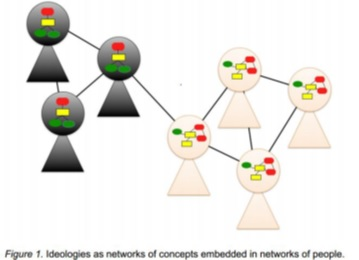 Figure 1. Ideologies as networks of concepts embedded in networks of people.